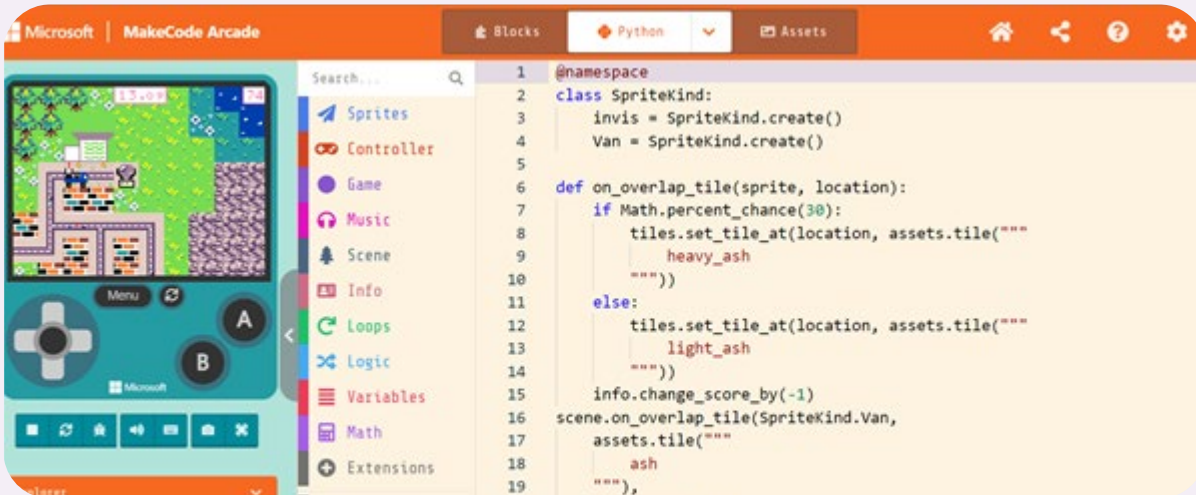 Microsoft | MakeCode Arcade
Blocks
Python
Assets
13.09
74
Menu
A
B
Microsoft
Search...
Sprites
Controller
Game
Music
Scene
Info
Loops
Logic
Variables
Math
Extensions
1 @namespace
2 class SpriteKind:
3 invis = SpriteKind.create()
4 Van = SpriteKind.create()
5
6 def on_overlap_tile(sprite, location):
7 if Math.percent_chance(30):
8 tiles.set_tile_at(location, assets.tile("""
9 heavy_ash
10 """))
11 else:
12 tiles.set_tile_at(location, assets.tile("""
13 light_ash
14 """))
15 info.change_score_by(-1)
16 scene.on_overlap_tile(SpriteKind.Van,
17 assets.tile("""
18 ash
19 """),